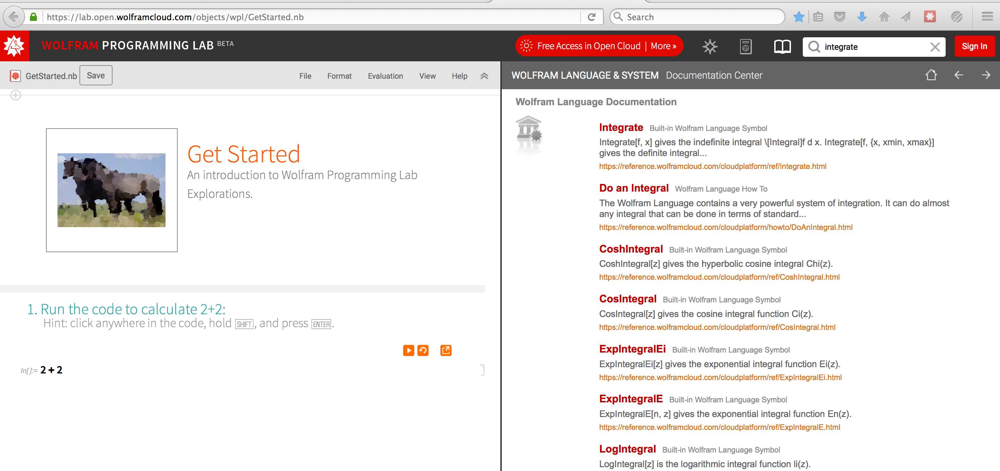 https://lab.open.wolframcloud.com/objects/wpl/GetStarted.nb
Search
WOLFRAM PROGRAMMING LAB BETA
Free Access in Open Cloud | More »
integrate
Sign In
GetStarted.nb
Save
File
Format
Evaluation
View
Help
WOLFRAM LANGUAGE & SYSTEM Documentation Center
Get Started
An introduction to Wolfram Programming Lab
Explorations.
1. Run the code to calculate 2+2:
Hint: click anywhere in the code, hold SHIFT, and press ENTER.
In[]:= 2 + 2
Wolfram Language Documentation
Integrate Built-in Wolfram Language Symbol
Integrate[f, x] gives the indefinite integral \[Integral]f d x. Integrate[f, {x, xmin, xmax}]
gives the definite integral...
https://reference.wolframcloud.com/cloudplatform/ref/Integrate.html
Do an Integral Wolfram Language How To
The Wolfram Language contains a very powerful system of integration. It can do almost
any integral that can be done in terms of standard...
https://reference.wolframcloud.com/cloudplatform/howto/DoAnIntegral.html
CoshIntegral Built-in Wolfram Language Symbol
CoshIntegral[z] gives the hyperbolic cosine integral Chi(z).
https://reference.wolframcloud.com/cloudplatform/ref/CoshIntegral.html
CosIntegral Built-in Wolfram Language Symbol
CosIntegral[z] gives the cosine integral function Ci(z).
https://reference.wolframcloud.com/cloudplatform/ref/CosIntegral.html
ExpIntegralEi Built-in Wolfram Language Symbol
ExpIntegralEi[z] gives the exponential integral function Ei(z).
https://reference.wolframcloud.com/cloudplatform/ref/ExpIntegralEi.html
ExpIntegralE Built-in Wolfram Language Symbol
ExpIntegralE[n, z] gives the exponential integral function En(z).
https://reference.wolframcloud.com/cloudplatform/ref/ExpIntegralE.html
LogIntegral Built-in Wolfram Language Symbol
LogIntegral[z] is the logarithmic integral function li(z).